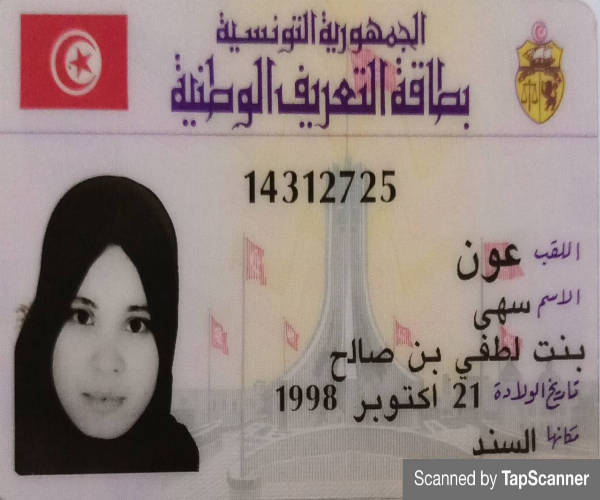 الجمهورية التونسية
بطاقة التعريف الوطنية
14312725
اللقب عون
الاسم سهى
بنت لطفي بن صالح
تاريخ الولادة 21 اكتوبر 1998
مكانها السند
Scanned by TapScanner